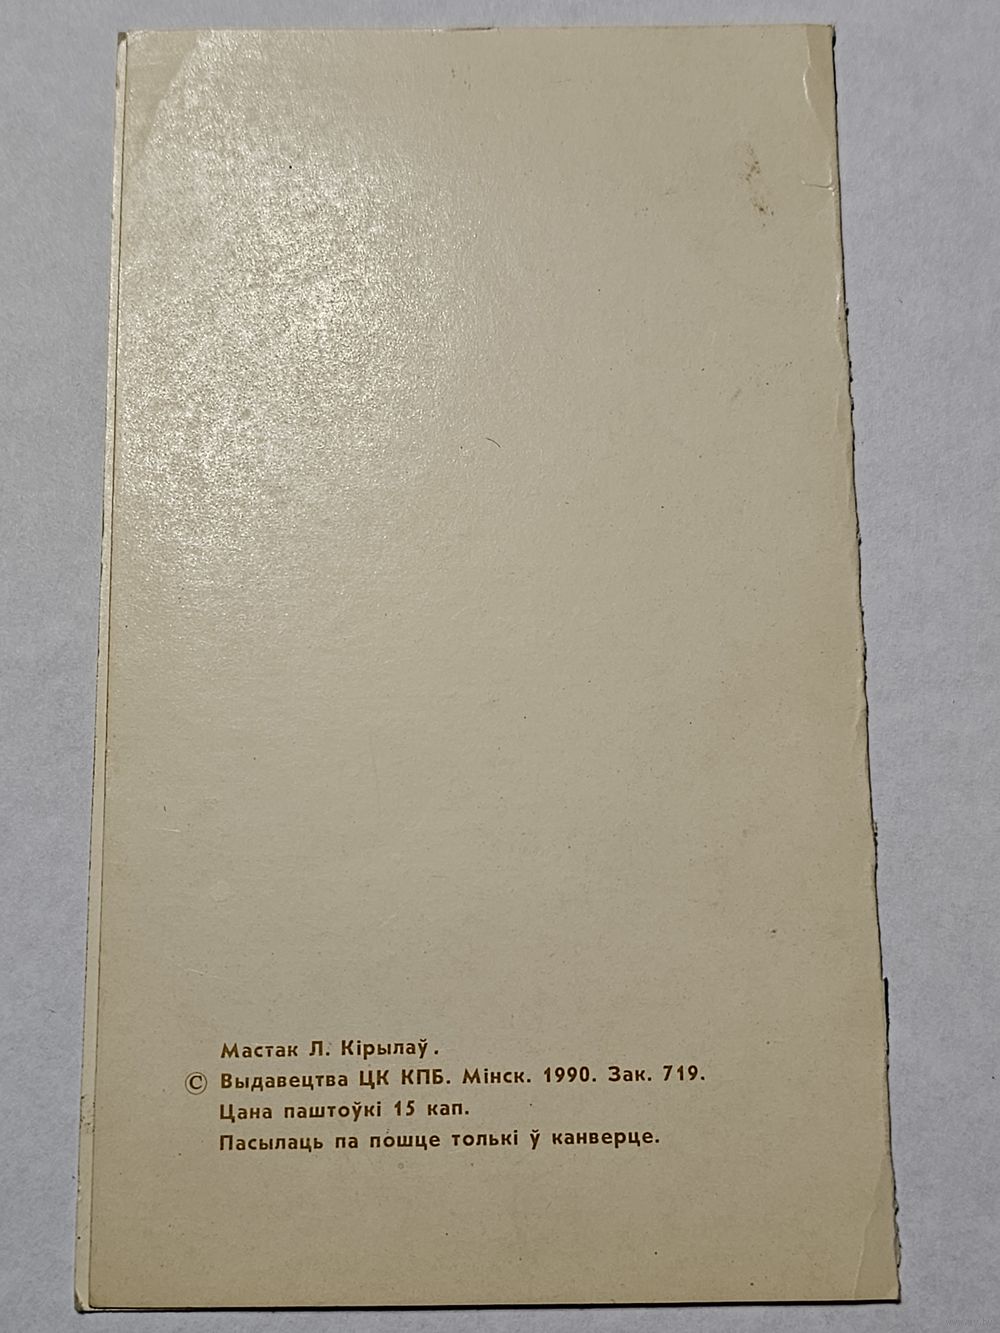 Мастак Л. Кірылаў.
© Выдавецтва ЦК КПБ. Мінск. 1990. Зак. 719.
Цана паштоўкі 15 кап.
Пасылаць па пошце толькі ў канверце.